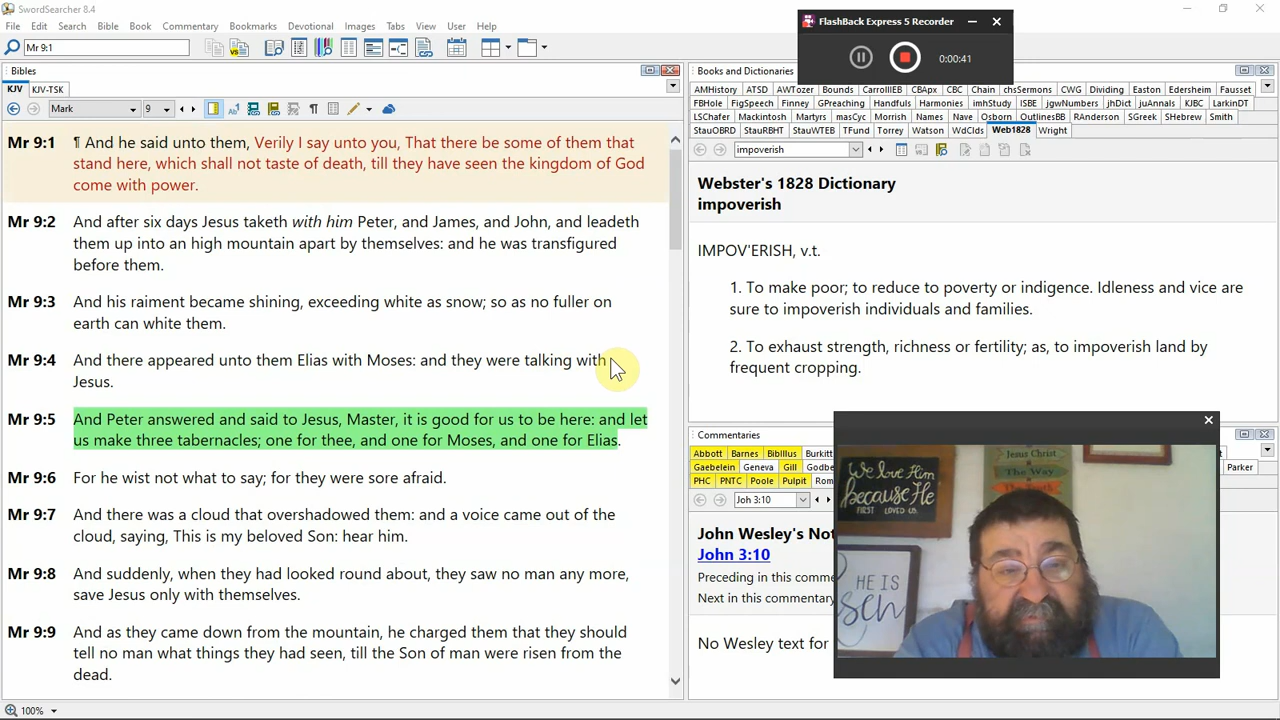 SwordSearcher 8.4
File Edit Search Bible Book Commentary Bookmarks Devotional Images Tabs View User Help
Mr 9:1
VS
Bibles
KJV KJV-TSK
Mark 9
Mr 9:1 ¶ And he said unto them, Verily I say unto you, That there be some of them that
stand here, which shall not taste of death, till they have seen the kingdom of God
come with power.
Mr 9:2 And after six days Jesus taketh with him Peter, and James, and John, and leadeth
them up into an high mountain apart by themselves: and he was transfigured
before them.
Mr 9:3 And his raiment became shining, exceeding white as snow; so as no fuller on
earth can white them.
Mr 9:4 And there appeared unto them Elias with Moses: and they were talking with
Jesus.
Mr 9:5 And Peter answered and said to Jesus, Master, it is good for us to be here: and let
us make three tabernacles; one for thee, and one for Moses, and one for Elias.
Mr 9:6 For he wist not what to say; for they were sore afraid.
Mr 9:7 And there was a cloud that overshadowed them: and a voice came out of the
cloud, saying, This is my beloved Son: hear him.
Mr 9:8 And suddenly, when they had looked round about, they saw no man any more,
save Jesus only with themselves.
Mr 9:9 And as they came down from the mountain, he charged them that they should
tell no man what things they had seen, till the Son of man were risen from the
dead.
100%
FlashBack Express 5 Recorder
0:00:41
Books and Dictionaries
AMHistory ATSD AWTozer Bounds CarrollIEB CBApx CBC Chain chsSermons CWG Dividing Easton Edersheim Fausset
FBHole FigSpeech Finney GPreaching Handfuls Harmonies imhStudy ISBE jgwNumbers jhDict juAnnals KJBC LarkinDT
LSChafer Mackintosh Martyrs masCyc Morrish Names Nave Osborn OutlinesBB RAnderson SGreek SHebrew Smith
StauOBRD StauRBHT StauWTEB TFund Torrey Watson WdClds Web1828 Wright
impoverish
Webster's 1828 Dictionary
impoverish
IMPOV'ERISH, v.t.
1. To make poor; to reduce to poverty or indigence. Idleness and vice are
sure to impoverish individuals and families.
2. To exhaust strength, richness or fertility; as, to impoverish land by
frequent cropping.
Commentaries
Abbott Barnes BibIllus Burkitt
Gaebelein Geneva Gill Parker
PHC PNTC Poole Pulpit
Joh 3:10
John Wesley's
John 3:10
Preceding in this
Next in this commentary
No Wesley text for
We love Him
because He
FIRST LOVED US.
Jesus Christ
The Way
HE IS